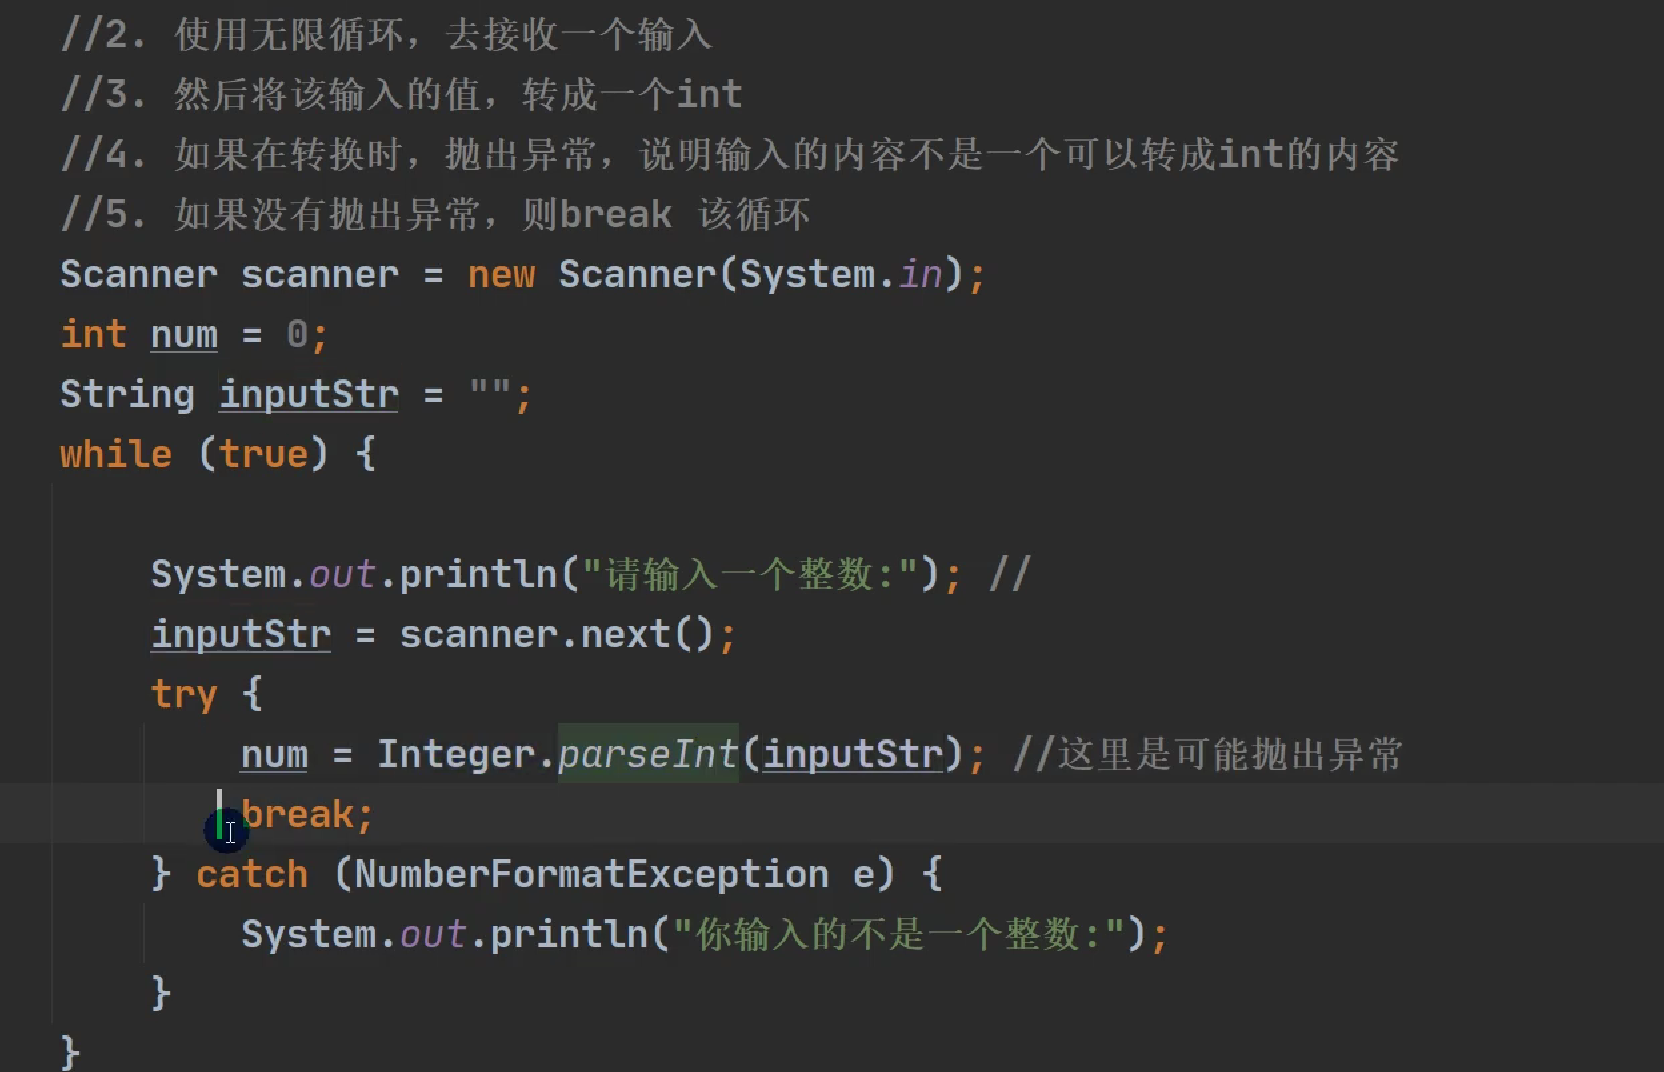 //2. 使用无限循环，去接收一个输入
//3. 然后将该输入的值，转成一个int
//4. 如果在转换时，抛出异常，说明输入的内容不是一个可以转成int的内容
//5. 如果没有抛出异常，则break 该循环
Scanner scanner = new Scanner(System.in);
int num = 0;
String inputStr = "";
while (true) {
System.out.println("请输入一个整数:"); //
inputStr = scanner.next();
try {
num = Integer.parseInt(inputStr); //这里是可能抛出异常
break;
} catch (NumberFormatException e) {
System.out.println("你输入的不是一个整数:");
}
}